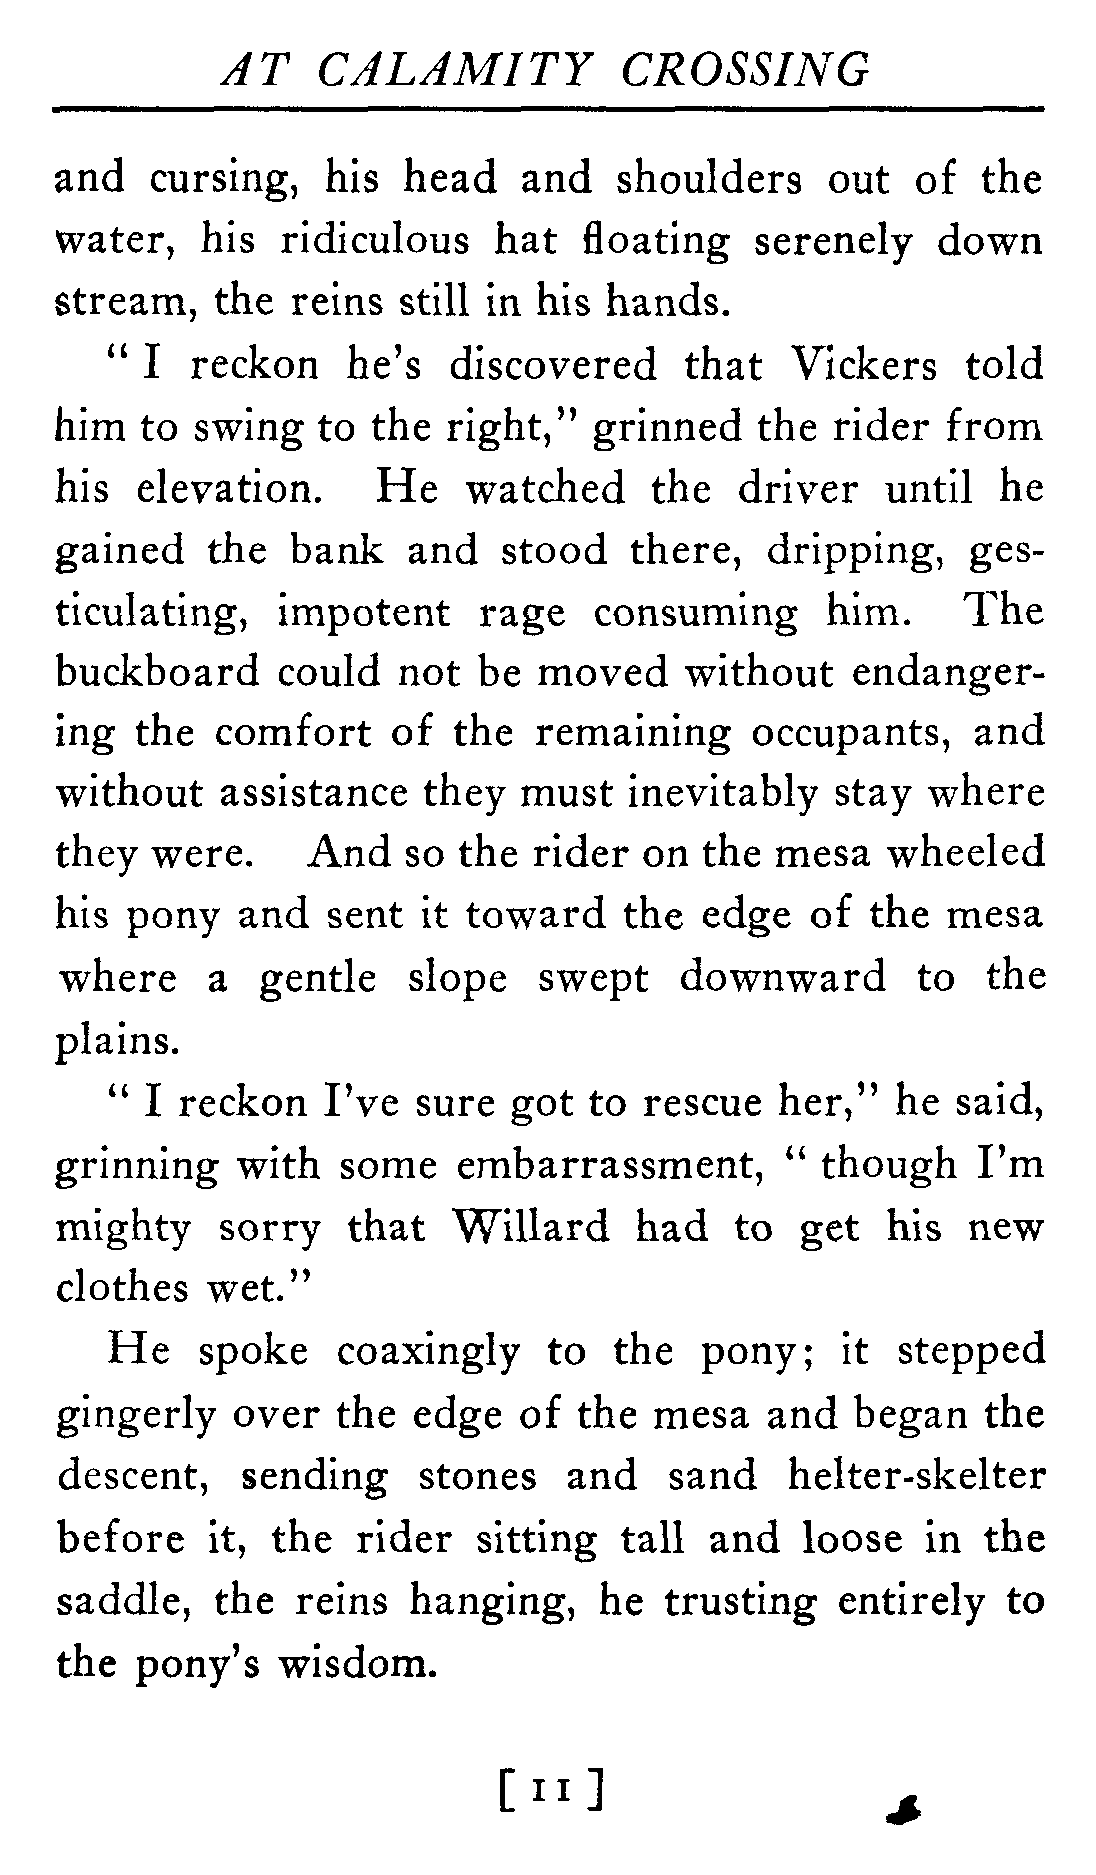 AT CALAMITY CROSSING
and cursing, his head and shoulders out of the
water, his ridiculous hat floating serenely down
stream, the reins still in his hands.
“ I reckon he’s discovered that Vickers told
him to swing to the right,” grinned the rider from
his elevation. He watched the driver until he
gained the bank and stood there, dripping, ges-
ticulating, impotent rage consuming him. The
buckboard could not be moved without endanger-
ing the comfort of the remaining occupants, and
without assistance they must inevitably stay where
they were. And so the rider on the mesa wheeled
his pony and sent it toward the edge of the mesa
where a gentle slope swept downward to the
plains.
“ I reckon I’ve sure got to rescue her,” he said,
grinning with some embarrassment, “ though I’m
mighty sorry that Willard had to get his new
clothes wet.”
He spoke coaxingly to the pony; it stepped
gingerly over the edge of the mesa and began the
descent, sending stones and sand helter-skelter
before it, the rider sitting tall and loose in the
saddle, the reins hanging, he trusting entirely to
the pony’s wisdom.
[ 11 ]